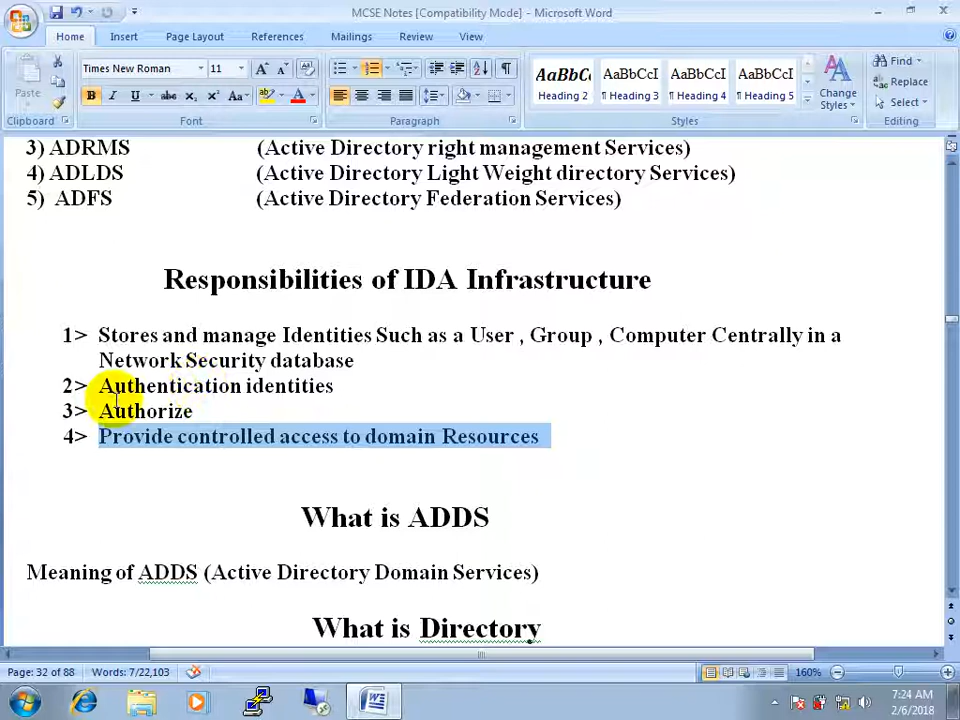 MCSE Notes [Compatibility Mode] - Microsoft Word
Home Insert Page Layout References Mailings Review View
Times New Roman 11 AaBbC AaBbCcI AaBbCcI AaBbCcI Find
Paste B I U abc x₂ x² Aa A Heading 2 ¶ Heading 3 ¶ Heading 4 ¶ Heading 5 Change Styles Replace
Select
Clipboard Font Paragraph Styles Editing
3) ADRMS (Active Directory right management Services)
4) ADLDS (Active Directory Light Weight directory Services)
5) ADFS (Active Directory Federation Services)
Responsibilities of IDA Infrastructure
1> Stores and manage Identities Such as a User , Group , Computer Centrally in a
Network Security database
2> Authentication identities
3> Authorize
4> Provide controlled access to domain Resources
What is ADDS
Meaning of ADDS (Active Directory Domain Services)
What is Directory
Page: 32 of 88 Words: 7/22,103 160%
W
7:24 AM
2/6/2018